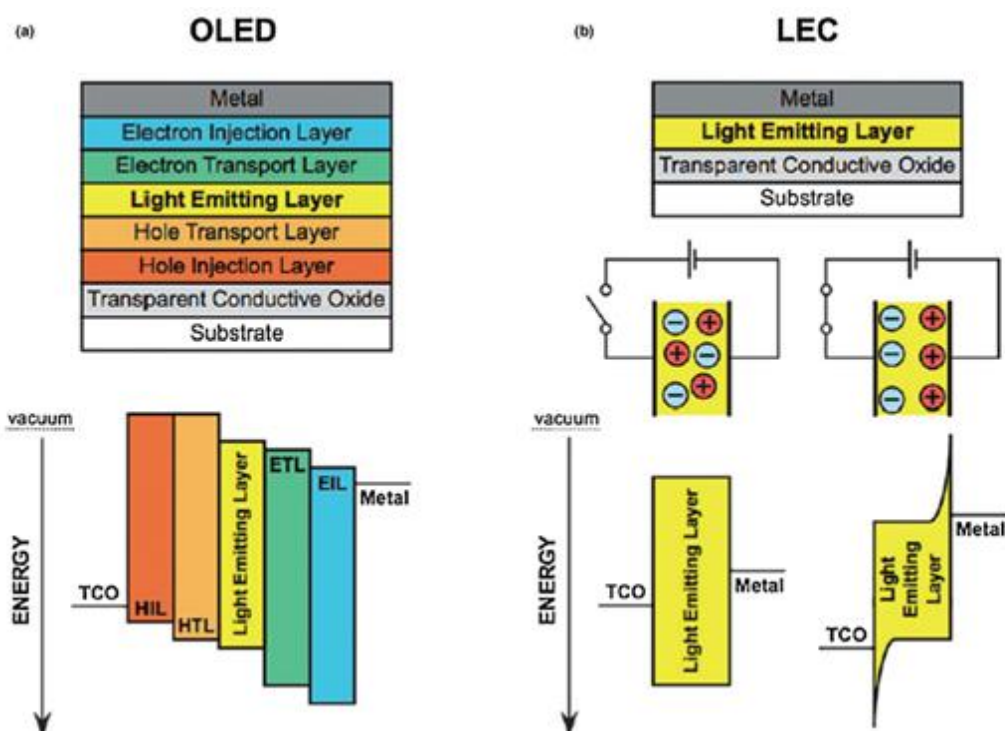 (a)
OLED
Metal
Electron Injection Layer
Electron Transport Layer
Light Emitting Layer
Hole Transport Layer
Hole Injection Layer
Transparent Conductive Oxide
Substrate
vacuum
ENERGY
TCO
HIL
HTL
Light Emitting Layer
ETL
EIL
Metal
(b)
LEC
Metal
Light Emitting Layer
Transparent Conductive Oxide
Substrate
− +
+ −
− +
− +
− +
− +
vacuum
ENERGY
TCO
Light Emitting Layer
Metal
TCO
Light
Emitting
Layer
Metal